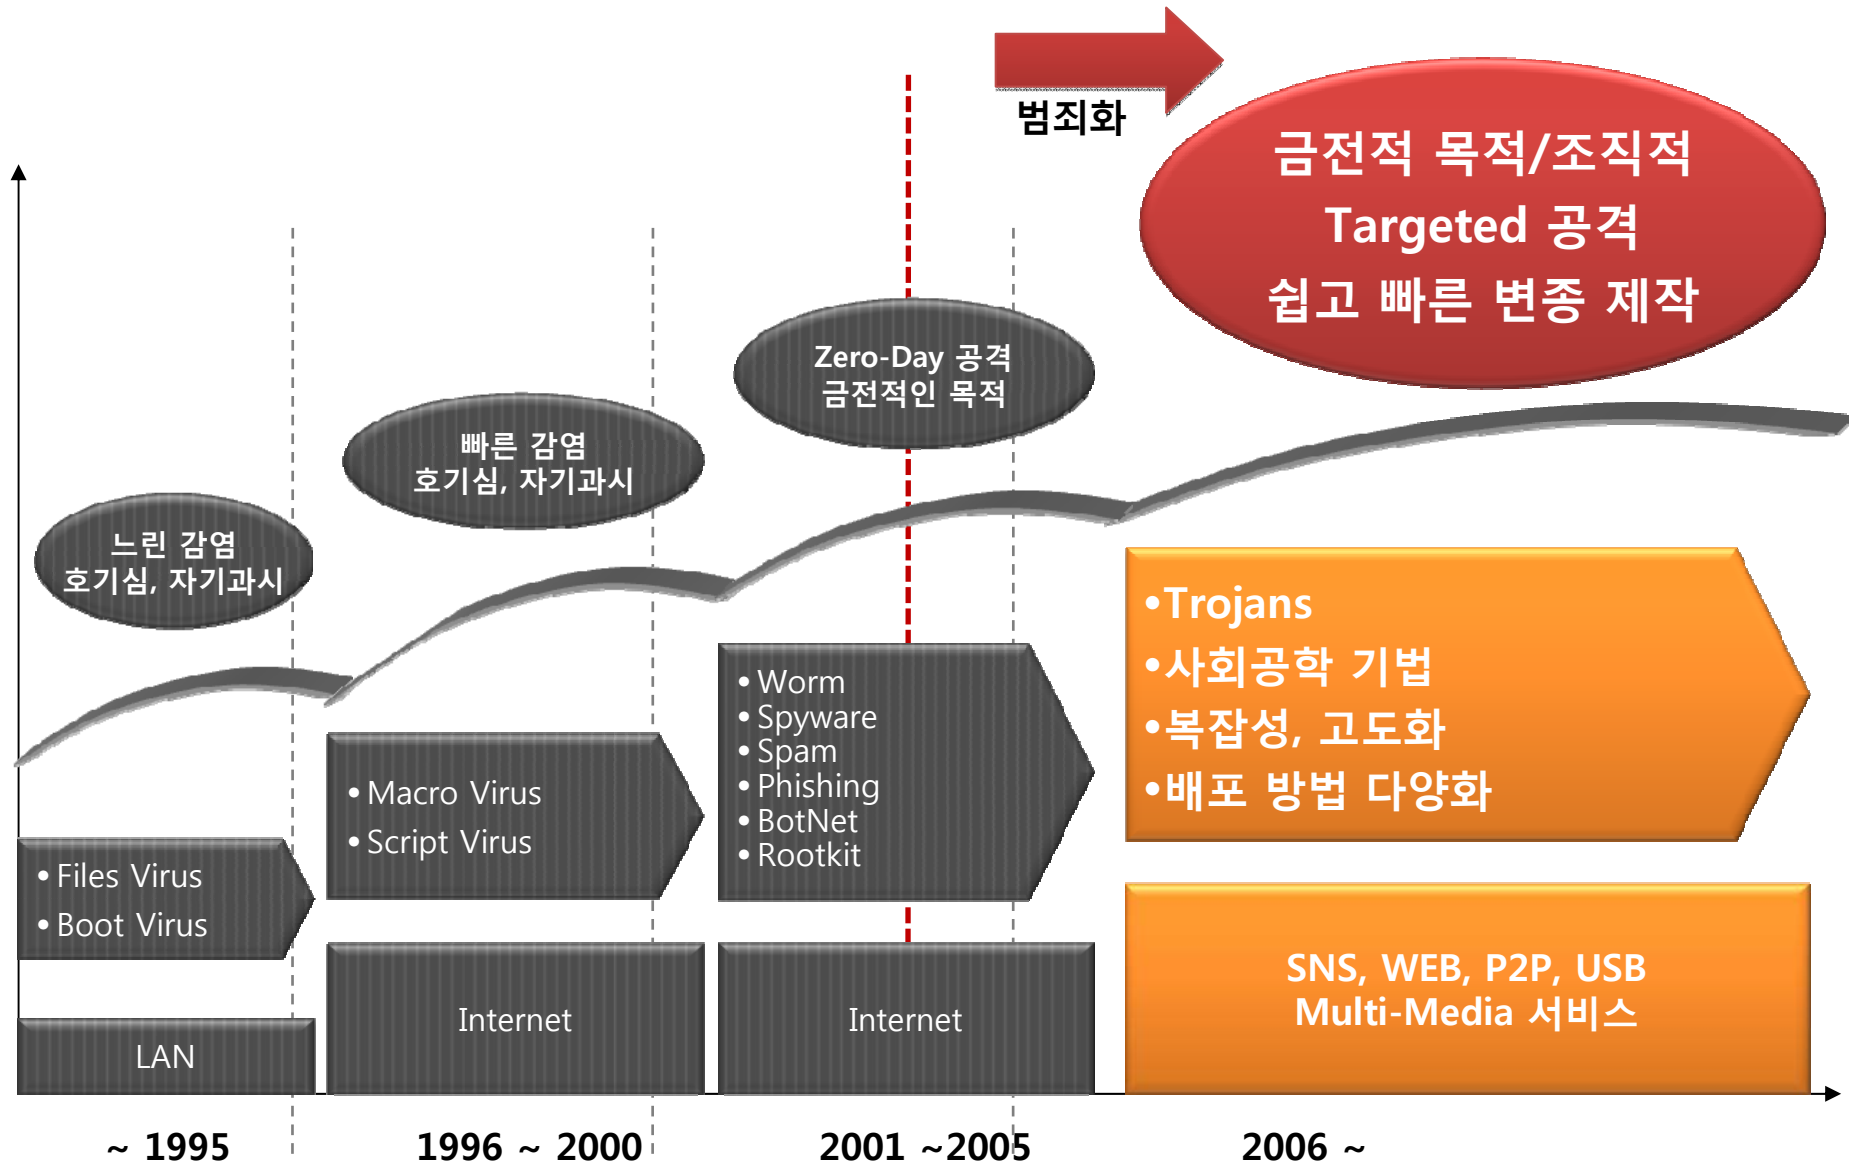 범죄화
금전적 목적/조직적
Targeted 공격
쉽고 빠른 변종 제작
Zero-Day 공격
금전적인 목적
빠른 감염
호기심, 자기과시
느린 감염
호기심, 자기과시
•Files Virus
•Boot Virus
•Macro Virus
•Script Virus
•Worm
•Spyware
•Spam
•Phishing
•BotNet
•Rootkit
•Trojans
•사회공학 기법
•복잡성, 고도화
•배포 방법 다양화
LAN
Internet
Internet
SNS, WEB, P2P, USB
Multi-Media 서비스
~ 1995
1996 ~ 2000
2001 ~2005
2006 ~